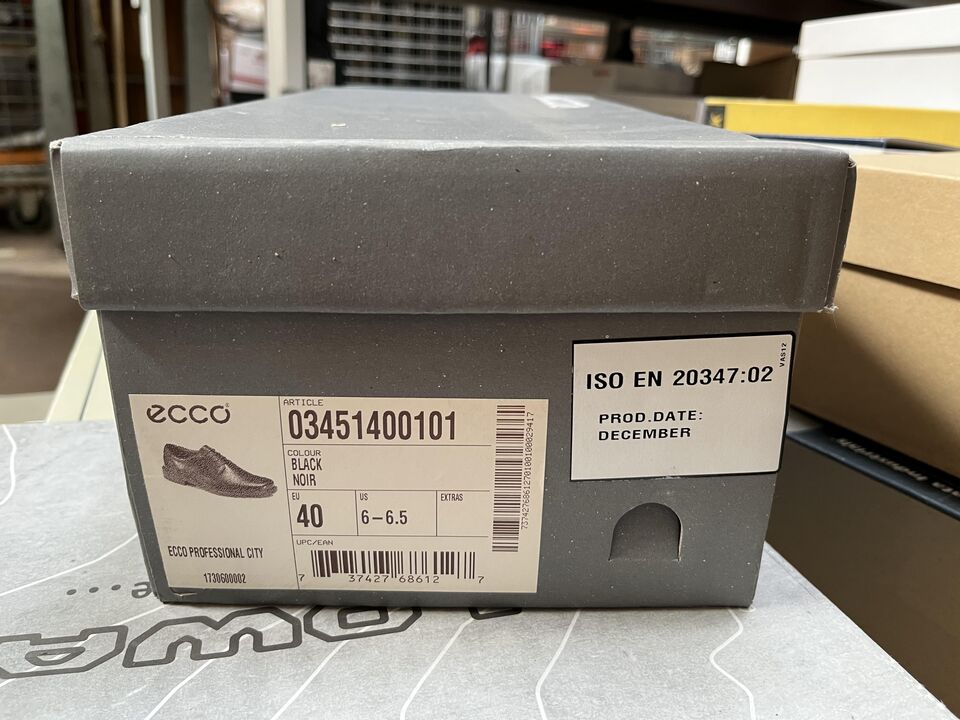 ecco®
ARTICLE
03451400101
COLOUR
BLACK
NOIR
EU
40
US
6-6.5
EXTRAS
UPC/EAN
7 37427 68612 7
ECCO PROFESSIONAL CITY
1730600002
ISO EN 20347:02
PROD.DATE:
DECEMBER
VAS12